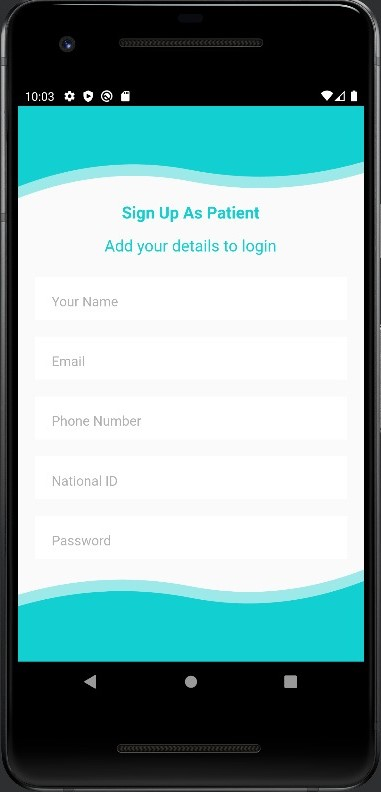 10:03
Sign Up As Patient
Add your details to login
Your Name
Email
Phone Number
National ID
Password